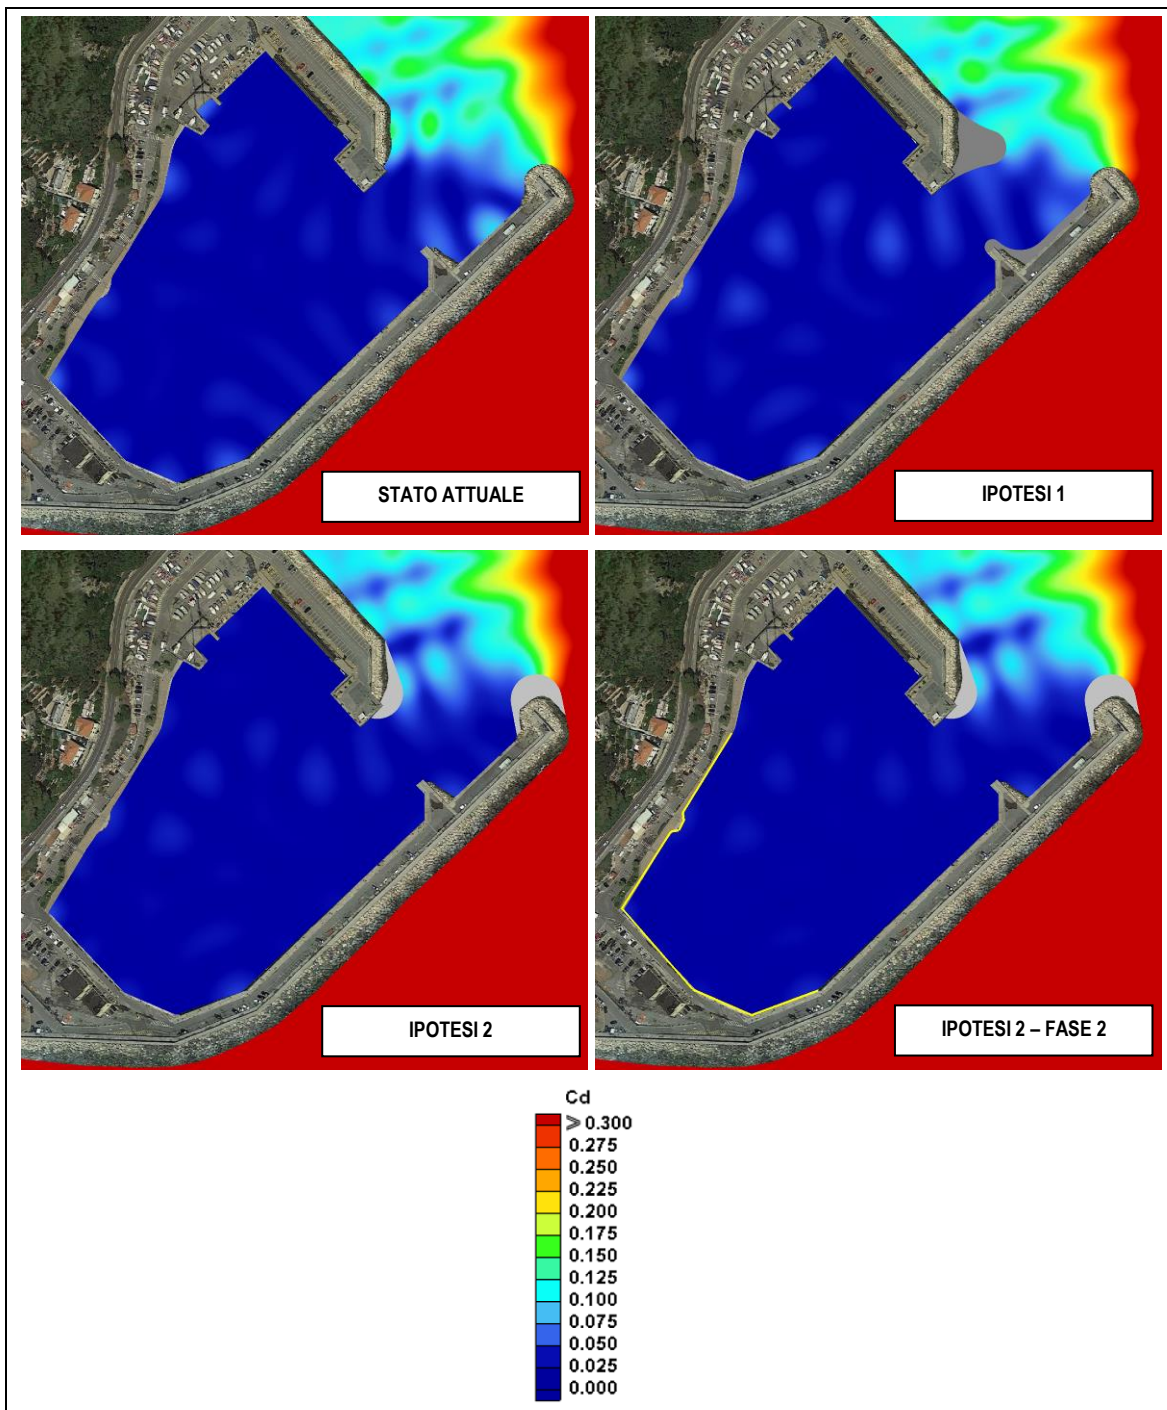 STATO ATTUALE
IPOTESI 1
IPOTESI 2
IPOTESI 2 – FASE 2
Cd
⩾ 0.300
0.275
0.250
0.225
0.200
0.175
0.150
0.125
0.100
0.075
0.050
0.025
0.000